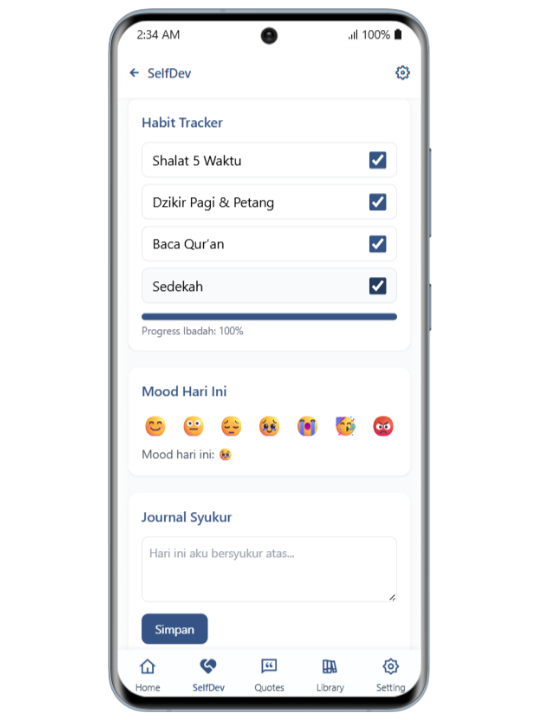 2:34 AM 100%
SelfDev
Habit Tracker
Shalat 5 Waktu
Dzikir Pagi & Petang
Baca Qur'an
Sedekah
Progress Ibadah: 100%
Mood Hari Ini
Mood hari ini: 🥹
Journal Syukur
Hari ini aku bersyukur atas...
Simpan
Home SelfDev Quotes Library Setting